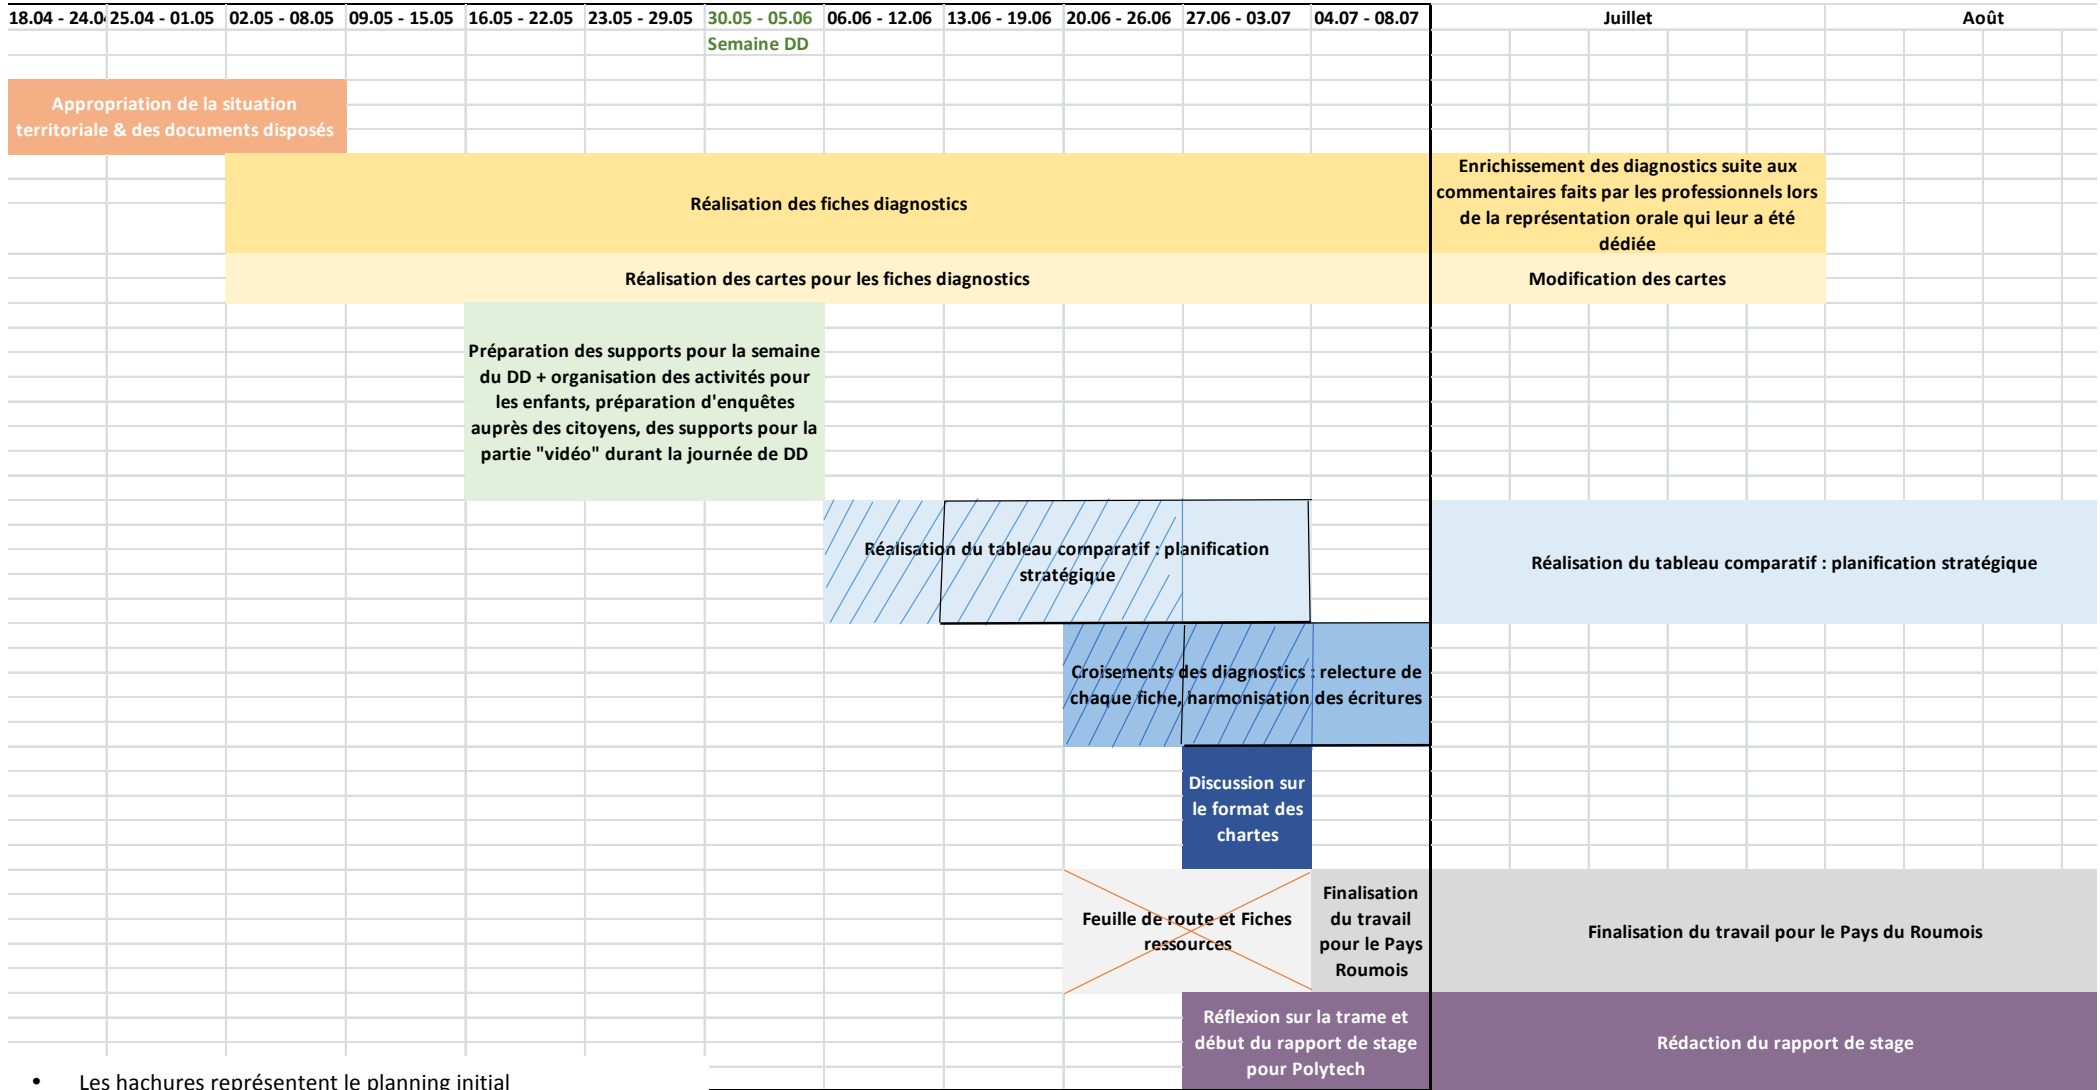 18.04 - 24.0 25.04 - 01.05 02.05 - 08.05 09.05 - 15.05 16.05 - 22.05 23.05 - 29.05 30.05 - 05.06 06.06 - 12.06 13.06 - 19.06 20.06 - 26.06 27.06 - 03.07 04.07 - 08.07 Juillet Août
Semaine DD
Appropriation de la situation
territoriale & des documents disposés
Réalisation des fiches diagnostics
Enrichissement des diagnostics suite aux
commentaires faits par les professionnels lors
de la représentation orale qui leur a été
dédiée
Réalisation des cartes pour les fiches diagnostics
Modification des cartes
Préparation des supports pour la semaine
du DD + organisation des activités pour
les enfants, préparation d'enquêtes
auprès des citoyens, des supports pour la
partie "vidéo" durant la journée de DD
Réalisation du tableau comparatif : planification
stratégique
Réalisation du tableau comparatif : planification stratégique
Croisements des diagnostics : relecture de
chaque fiche, harmonisation des écritures
Discussion sur
le format des
chartes
Feuille de route et Fiches
ressources
Finalisation
du travail
pour le Pays
Roumois
Finalisation du travail pour le Pays du Roumois
Réflexion sur la trame et
début du rapport de stage
pour Polytech
Rédaction du rapport de stage
• Les hachures représentent le planning initial